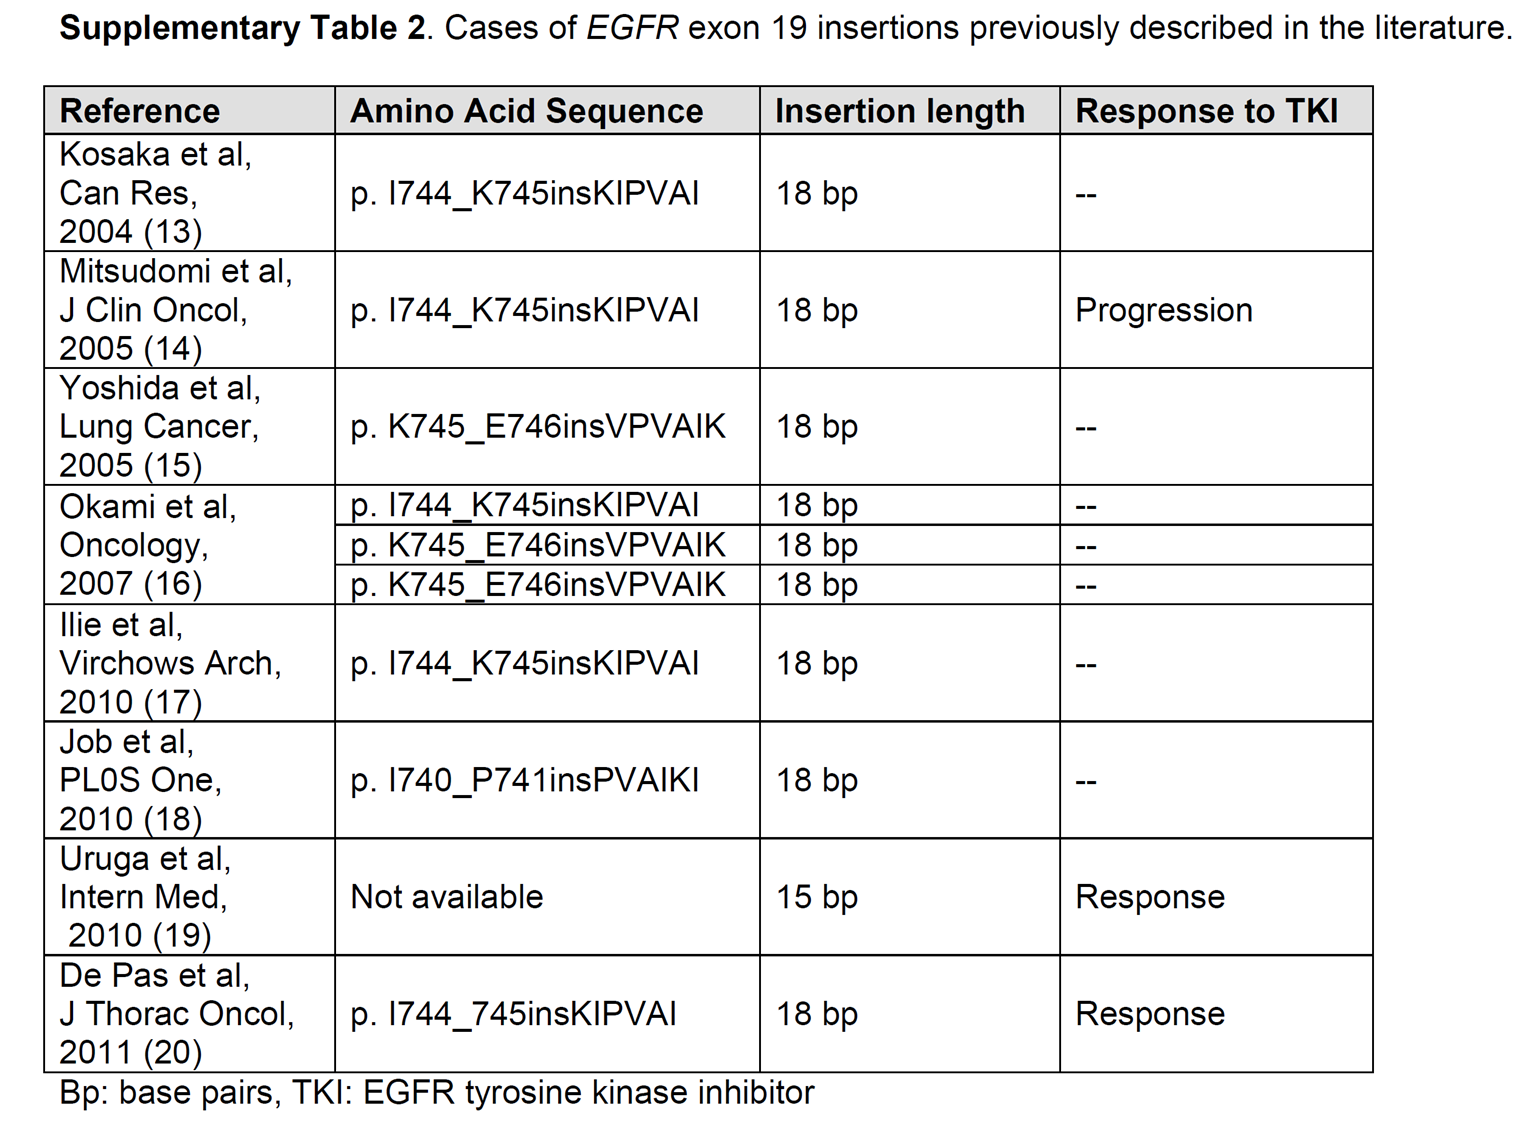 Supplementary Table 2. Cases of EGFR exon 19 insertions previously described in the literature.
Reference Amino Acid Sequence Insertion length Response to TKI
Kosaka et al,
Can Res,
2004 (13)
p. I744_K745insKIPVAI 18 bp --
Mitsudomi et al,
J Clin Oncol,
2005 (14)
p. I744_K745insKIPVAI 18 bp Progression
Yoshida et al,
Lung Cancer,
2005 (15)
p. K745_E746insVPVAIK 18 bp --
Okami et al,
Oncology,
2007 (16)
p. I744_K745insKIPVAI 18 bp --
p. K745_E746insVPVAIK 18 bp --
p. K745_E746insVPVAIK 18 bp --
Ilie et al,
Virchows Arch,
2010 (17)
p. I744_K745insKIPVAI 18 bp --
Job et al,
PL0S One,
2010 (18)
p. I740_P741insPVAIKI 18 bp --
Uruga et al,
Intern Med,
2010 (19)
Not available 15 bp Response
De Pas et al,
J Thorac Oncol,
2011 (20)
p. I744_745insKIPVAI 18 bp Response
Bp: base pairs, TKI: EGFR tyrosine kinase inhibitor